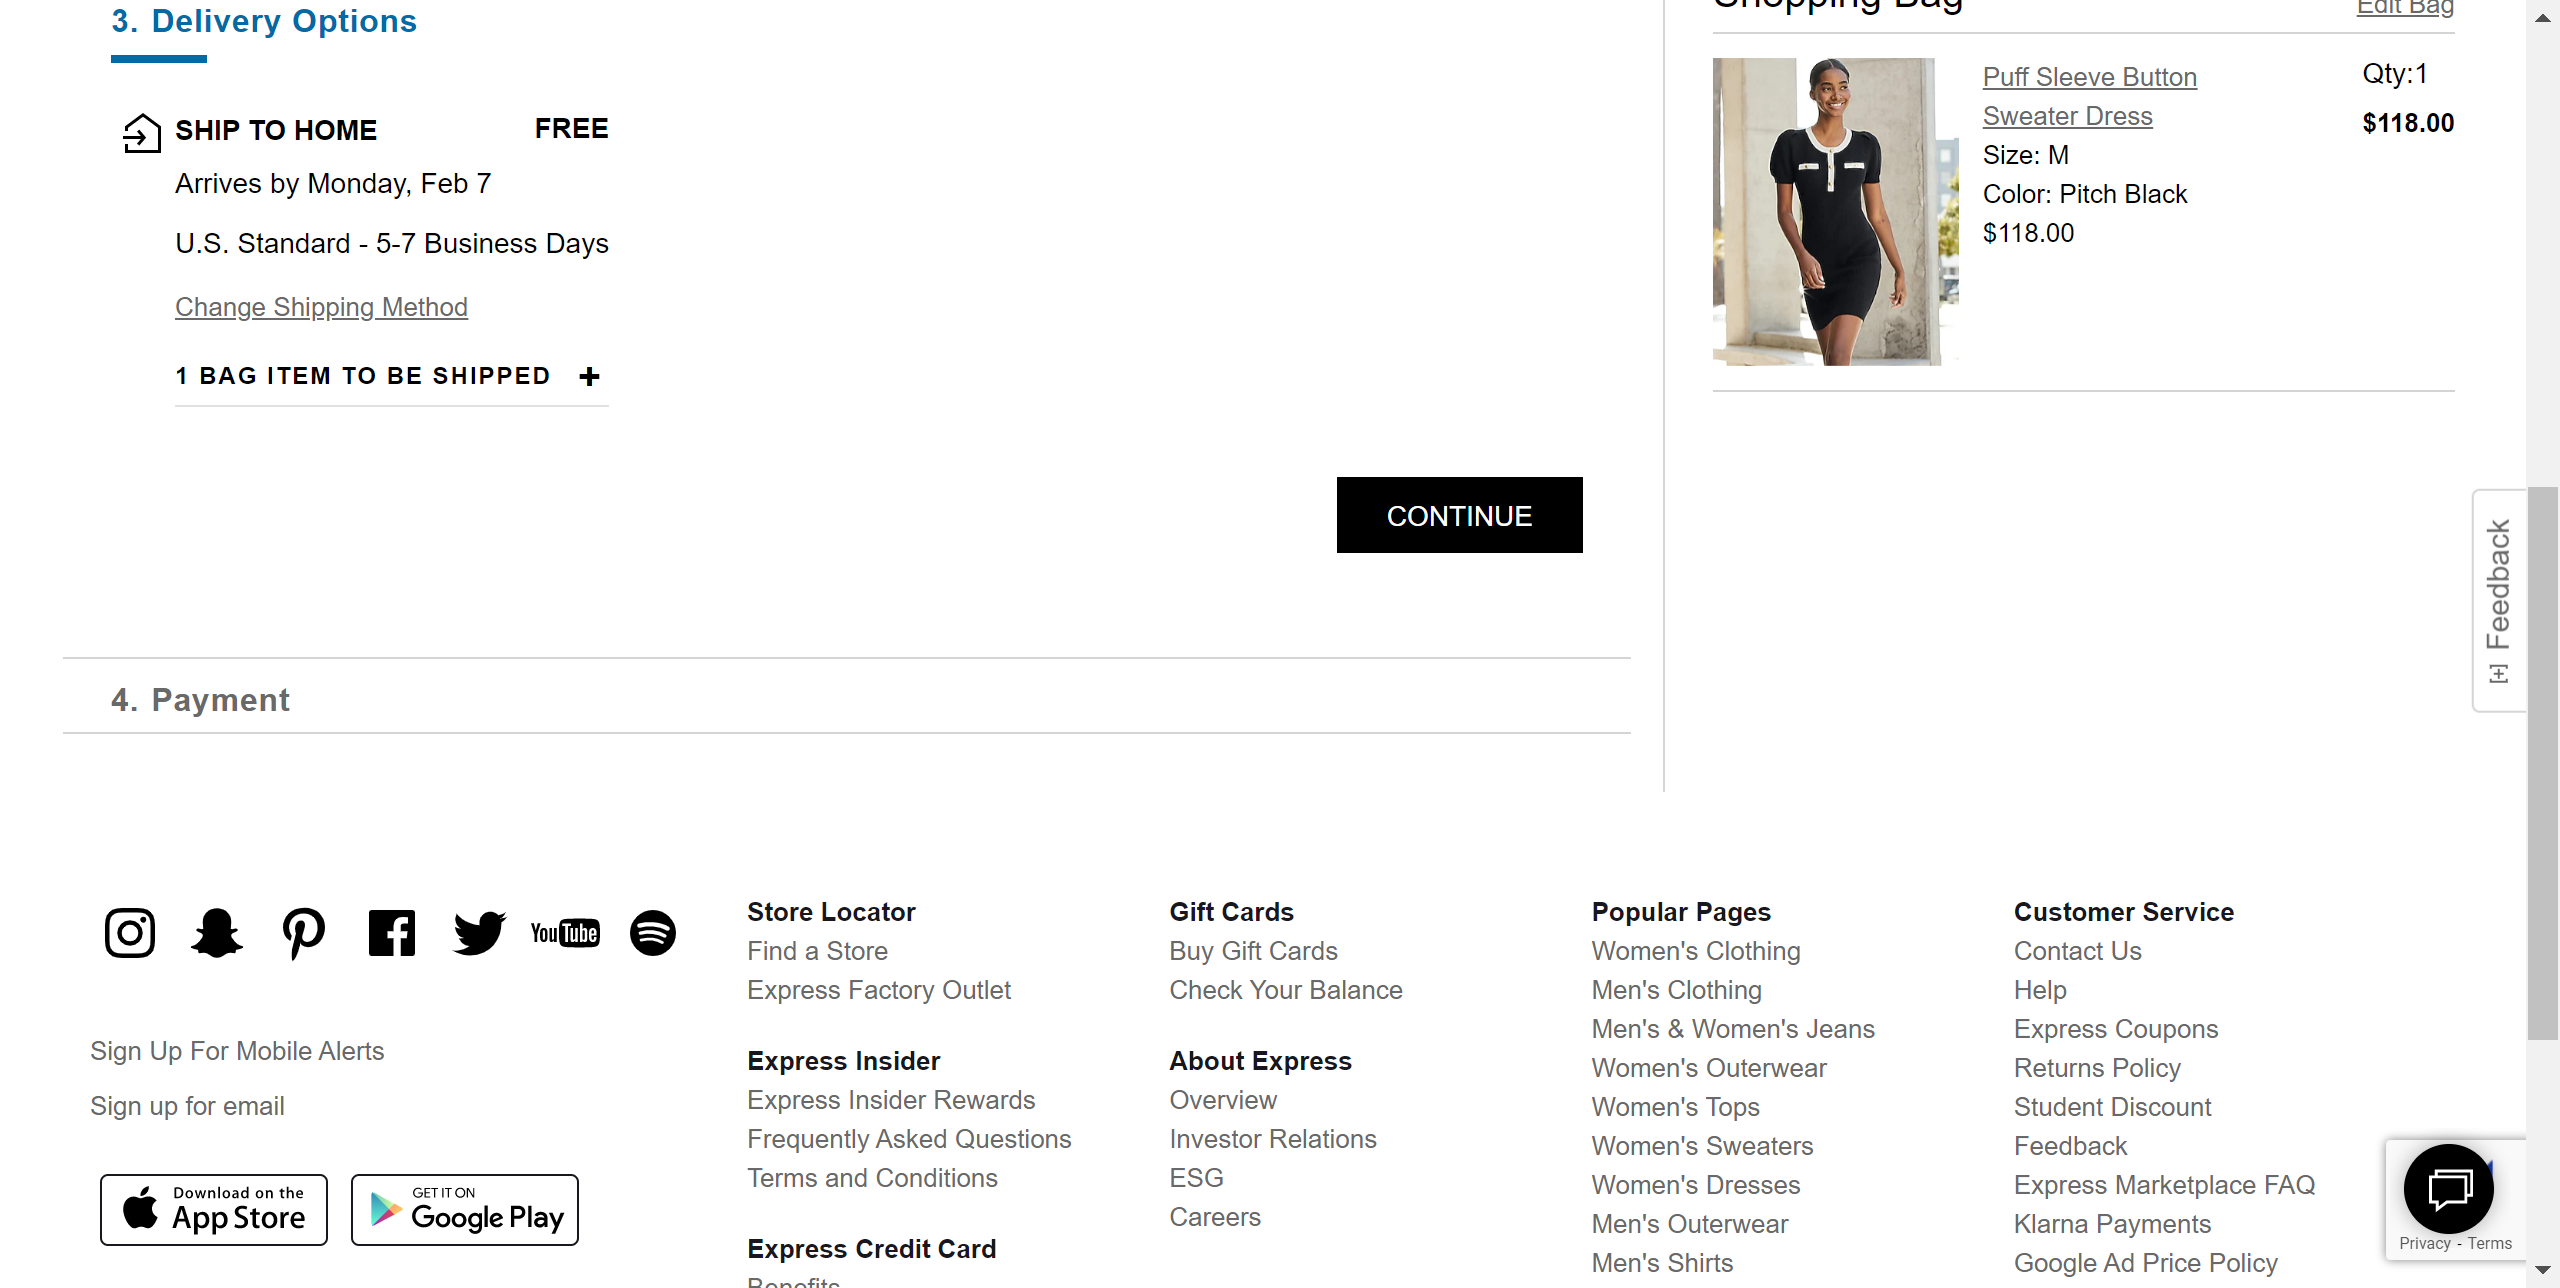 3. Delivery Options
SHIP TO HOME FREE
Arrives by Monday, Feb 7
U.S. Standard - 5-7 Business Days
Change Shipping Method
1 BAG ITEM TO BE SHIPPED +
CONTINUE
4. Payment
Shopping Bag
Edit Bag
Puff Sleeve Button
Sweater Dress
Size: M
Color: Pitch Black
$118.00
Qty:1
$118.00
[+] Feedback
YouTube
Sign Up For Mobile Alerts
Sign up for email
Download on the
App Store
GET IT ON
Google Play
Store Locator
Find a Store
Express Factory Outlet
Express Insider
Express Insider Rewards
Frequently Asked Questions
Terms and Conditions
Express Credit Card
Benefits
Gift Cards
Buy Gift Cards
Check Your Balance
About Express
Overview
Investor Relations
ESG
Careers
Popular Pages
Women's Clothing
Men's Clothing
Men's & Women's Jeans
Women's Outerwear
Women's Tops
Women's Sweaters
Women's Dresses
Men's Outerwear
Men's Shirts
Customer Service
Contact Us
Help
Express Coupons
Returns Policy
Student Discount
Feedback
Express Marketplace FAQ
Klarna Payments
Google Ad Price Policy
Privacy - Terms